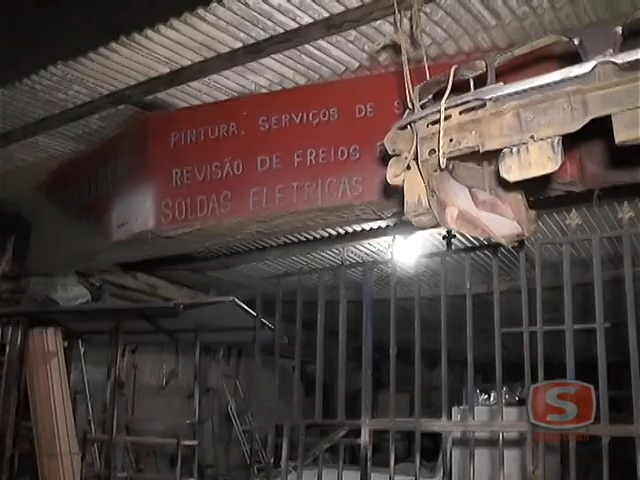 PINTURA. SERVIÇOS DE S
REVISÃO DE FREIOS
SOLDAS ELETRICAS
S